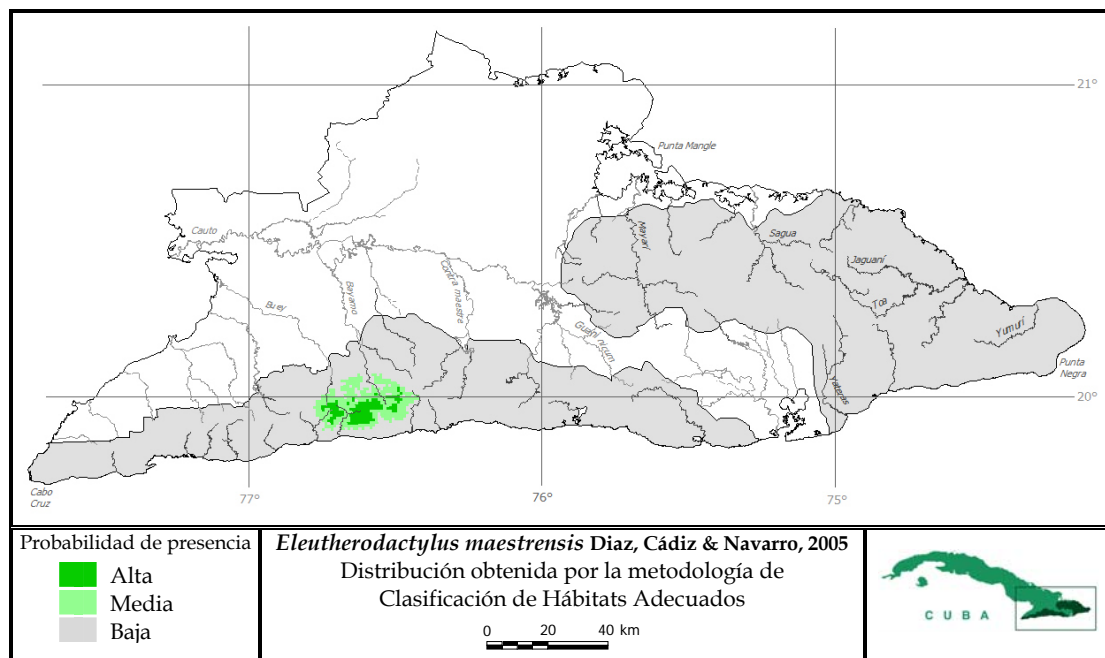 21°
Punta Mangle
Cauto
Mayarí
Sagua
Jaguaní
Contra maestre
Bayamo
Buey
Toa
Guani nicum
Yumurí
Punta
Negra
Yateras
20°
Cabo
Cruz
77°
76°
75°
Probabilidad de presencia
Alta
Media
Baja
Eleutherodactylus maestrensis Diaz, Cádiz & Navarro, 2005
Distribución obtenida por la metodología de
Clasificación de Hábitats Adecuados
0 20 40 km
CUBA